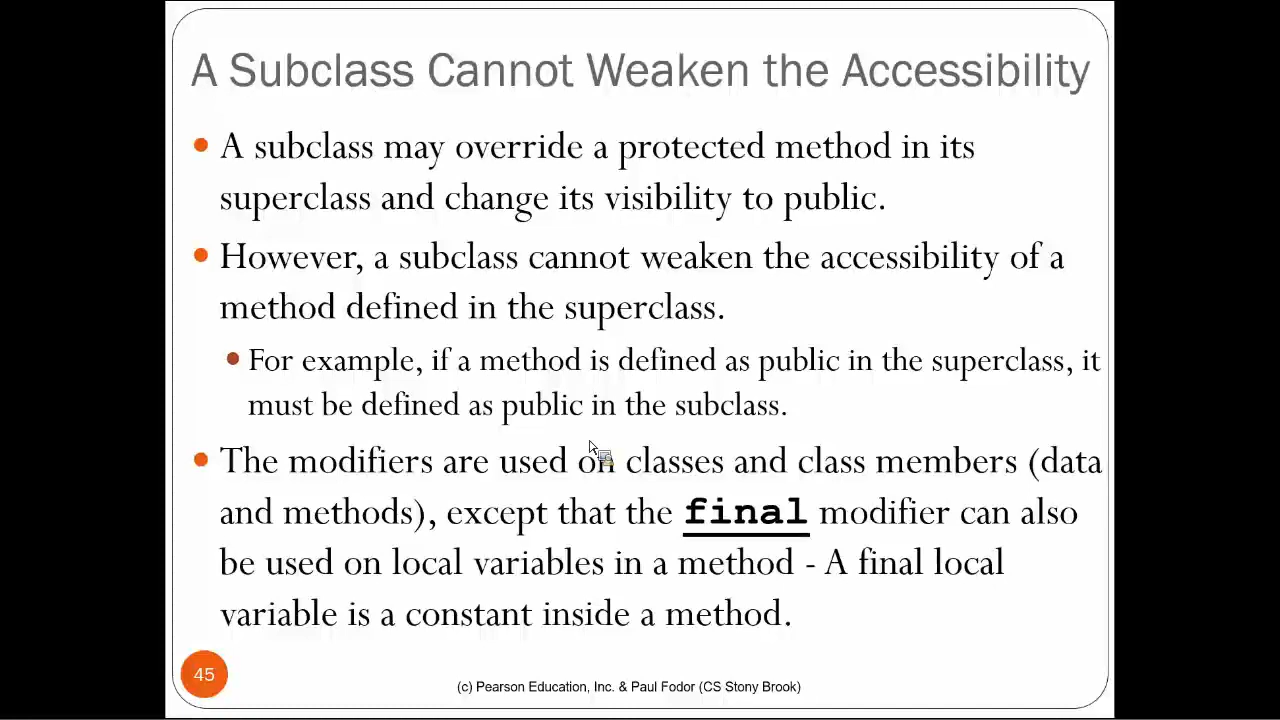 A Subclass Cannot Weaken the Accessibility
• A subclass may override a protected method in its
superclass and change its visibility to public.
• However, a subclass cannot weaken the accessibility of a
method defined in the superclass.
• For example, if a method is defined as public in the superclass, it
must be defined as public in the subclass.
• The modifiers are used on classes and class members (data
and methods), except that the final modifier can also
be used on local variables in a method - A final local
variable is a constant inside a method.
45
(c) Pearson Education, Inc. & Paul Fodor (CS Stony Brook)